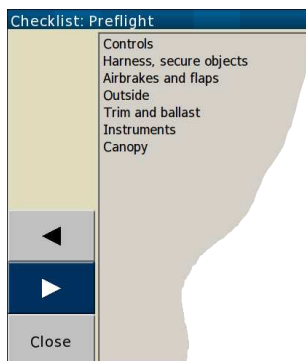 Checklist: Preflight
Controls
Harness, secure objects
Airbrakes and flaps
Outside
Trim and ballast
Instruments
Canopy
Close